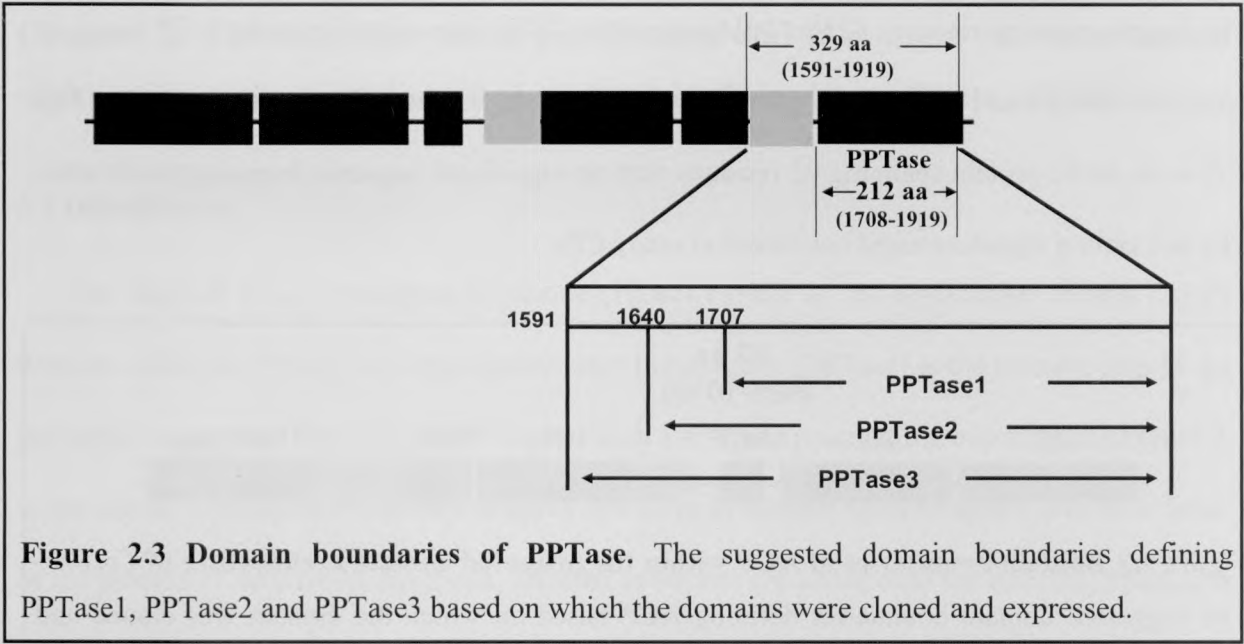 329 aa
(1591-1919)
PPTase
212 aa
(1708-1919)
1591 1640 1707
PPTase1
PPTase2
PPTase3
Figure 2.3 Domain boundaries of PPTase. The suggested domain boundaries defining
PPTase1, PPTase2 and PPTase3 based on which the domains were cloned and expressed.